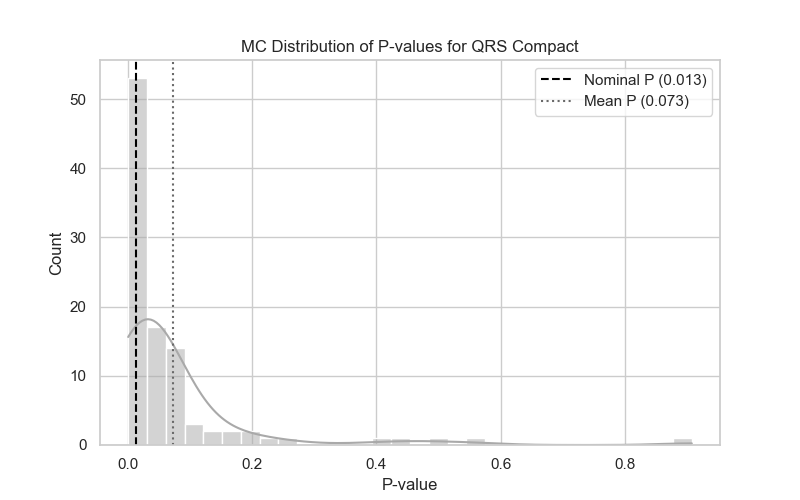 MC Distribution of P-values for QRS Compact
Nominal P (0.013)
Mean P (0.073)
Count
50
40
30
20
10
0
0.0 0.2 0.4 0.6 0.8
P-value